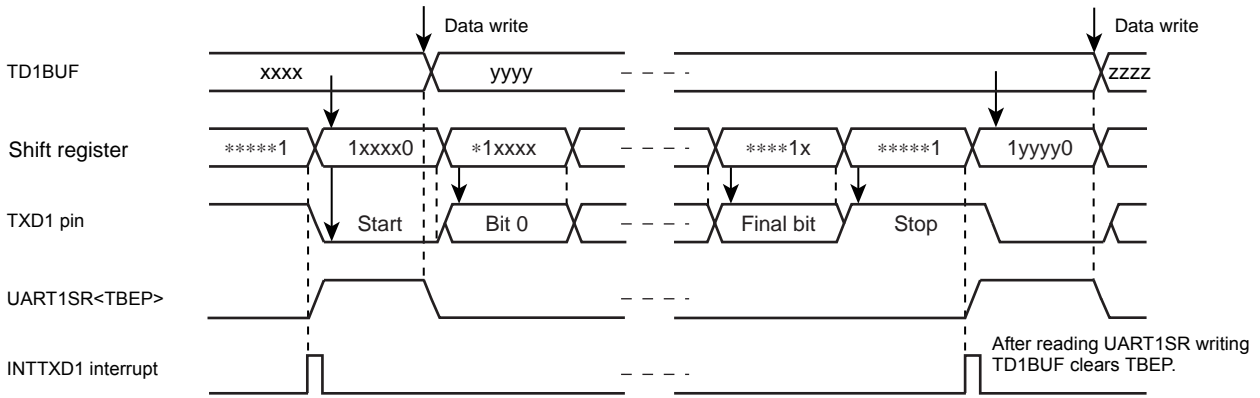 Data write
Data write
TD1BUF
xxxx
yyyy
zzzz
Shift register
*****1
1xxxx0
*1xxxx
****1x
*****1
1yyyy0
TXD1 pin
Start
Bit 0
Final bit
Stop
UART1SR<TBEP>
After reading UART1SR writing
TD1BUF clears TBEP.
INTTXD1 interrupt